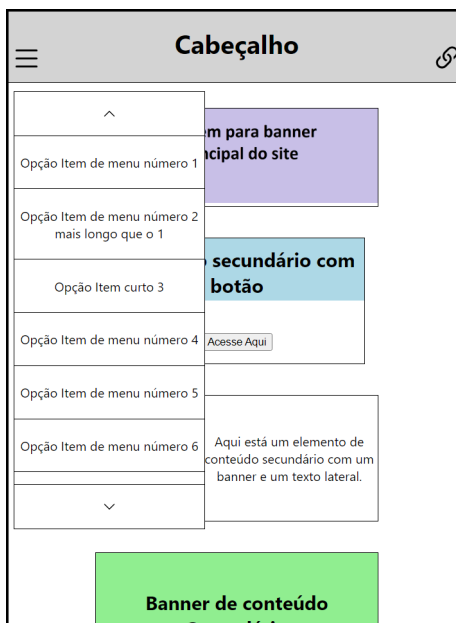 Cabeçalho
para banner
do site
Opção Item de menu número 1
Opção Item de menu número 2
mais longo que o 1
Opção Item curto 3
secundário com
botão
Opção Item de menu número 4
Acesse Aqui
Opção Item de menu número 5
Opção Item de menu número 6
Aqui está um elemento de
conteúdo secundário com um
banner e um texto lateral.
Banner de conteúdo